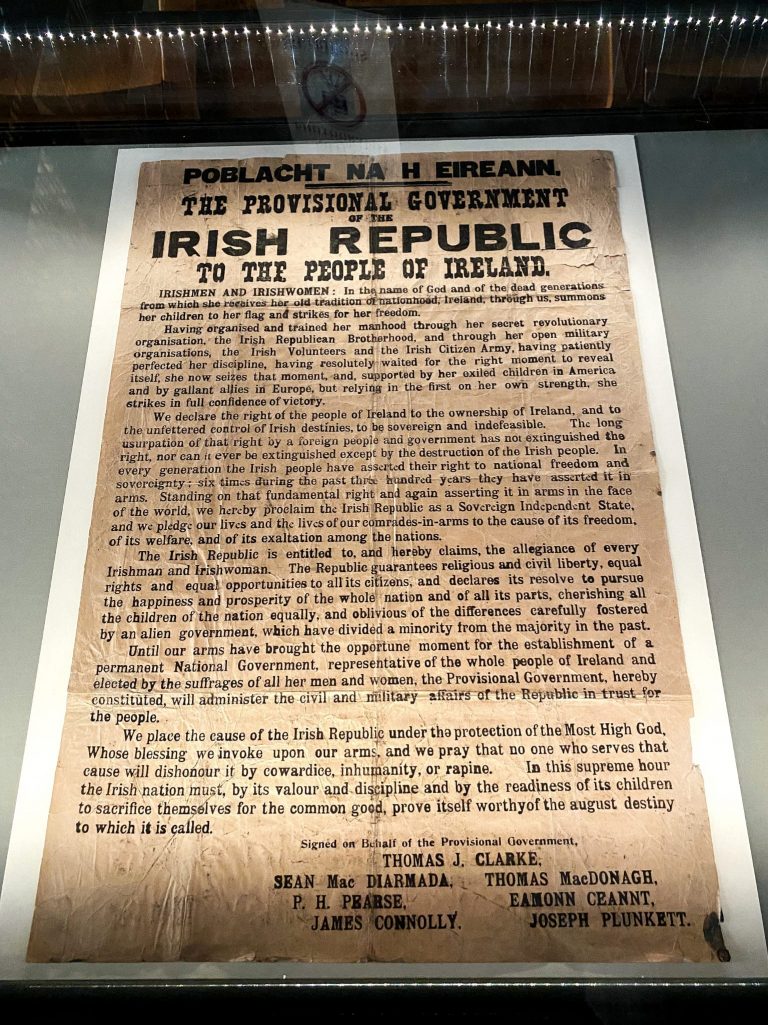 POBLACHT NA H EIREANN.
THE PROVISIONAL GOVERNMENT
OF THE
IRISH REPUBLIC
TO THE PEOPLE OF IRELAND.
IRISHMEN AND IRISHWOMEN: In the name of God and of the dead generations
from which she receives her old tradition of nationhood, Ireland, through us, summons
her children to her flag and strikes for her freedom.
Having organised and trained her manhood through her secret revolutionary
organisation, the Irish Republican Brotherhood, and through her open military
organisations, the Irish Volunteers and the Irish Citizen Army, having patiently
perfected her discipline, having resolutely waited for the right moment to reveal
itself, she now seizes that moment, and, supported by her exiled children in America
and by gallant allies in Europe, but relying in the first on her own strength, she
strikes in full confidence of victory.
We declare the right of the people of Ireland to the ownership of Ireland, and to
the unfettered control of Irish destinies, to be sovereign and indefeasible. The long
usurpation of that right by a foreign people and government has not extinguished the
right, nor can it ever be extinguished except by the destruction of the Irish people. In
every generation the Irish people have asserted their right to national freedom and
sovereignty; six times during the past three hundred years they have asserted it in
arms. Standing on that fundamental right and again asserting it in arms in the face
of the world, we hereby proclaim the Irish Republic as a Sovereign Independent State,
and we pledge our lives and the lives of our comrades-in-arms to the cause of its freedom,
of its welfare, and of its exaltation among the nations.
The Irish Republic is entitled to, and hereby claims, the allegiance of every
Irishman and Irishwoman. The Republic guarantees religious and civil liberty, equal
rights and equal opportunities to all its citizens, and declares its resolve to pursue
the happiness and prosperity of the whole nation and of all its parts, cherishing all
the children of the nation equally, and oblivious of the differences carefully fostered
by an alien government, which have divided a minority from the majority in the past.
Until our arms have brought the opportune moment for the establishment of a
permanent National Government, representative of the whole people of Ireland and
elected by the suffrages of all her men and women, the Provisional Government, hereby
constituted, will administer the civil and military affairs of the Republic in trust for
the people.
We place the cause of the Irish Republic under the protection of the Most High God,
Whose blessing we invoke upon our arms, and we pray that no one who serves that
cause will dishonour it by cowardice, inhumanity, or rapine. In this supreme hour
the Irish nation must, by its valour and discipline and by the readiness of its children
to sacrifice themselves for the common good, prove itself worthy of the august destiny
to which it is called.
Signed on Behalf of the Provisional Government,
THOMAS J. CLARKE,
SEAN Mac DIARMADA, THOMAS MacDONAGH,
P. H. PEARSE, EAMONN CEANNT,
JAMES CONNOLLY. JOSEPH PLUNKETT.